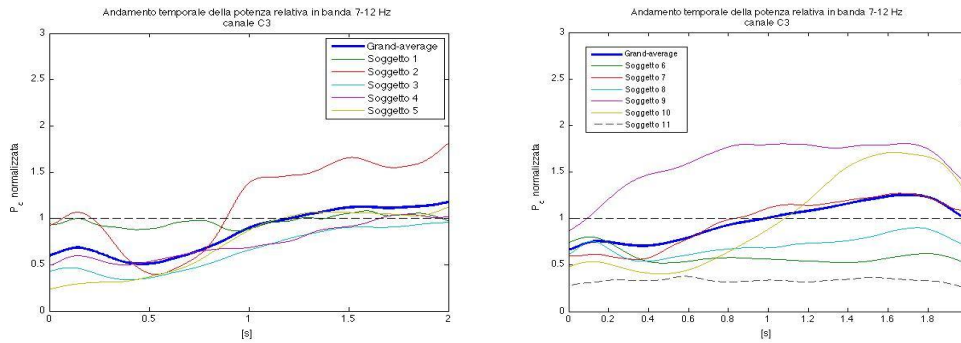 Andamento temporale della potenza relativa in banda 7-12 Hz
canale C3
3
2.5
2
1.5
1
0.5
0
P_c normalizzata
Grand-average
Soggetto 1
Soggetto 2
Soggetto 3
Soggetto 4
Soggetto 5
0
0.5
1
1.5
2
[s]
Andamento temporale della potenza relativa in banda 7-12 Hz
canale C3
3
2.5
2
1.5
1
0.5
0
P_c normalizzata
Grand-average
Soggetto 6
Soggetto 7
Soggetto 8
Soggetto 9
Soggetto 10
Soggetto 11
0
0.2
0.4
0.6
0.8
1
1.2
1.4
1.6
1.8
[s]